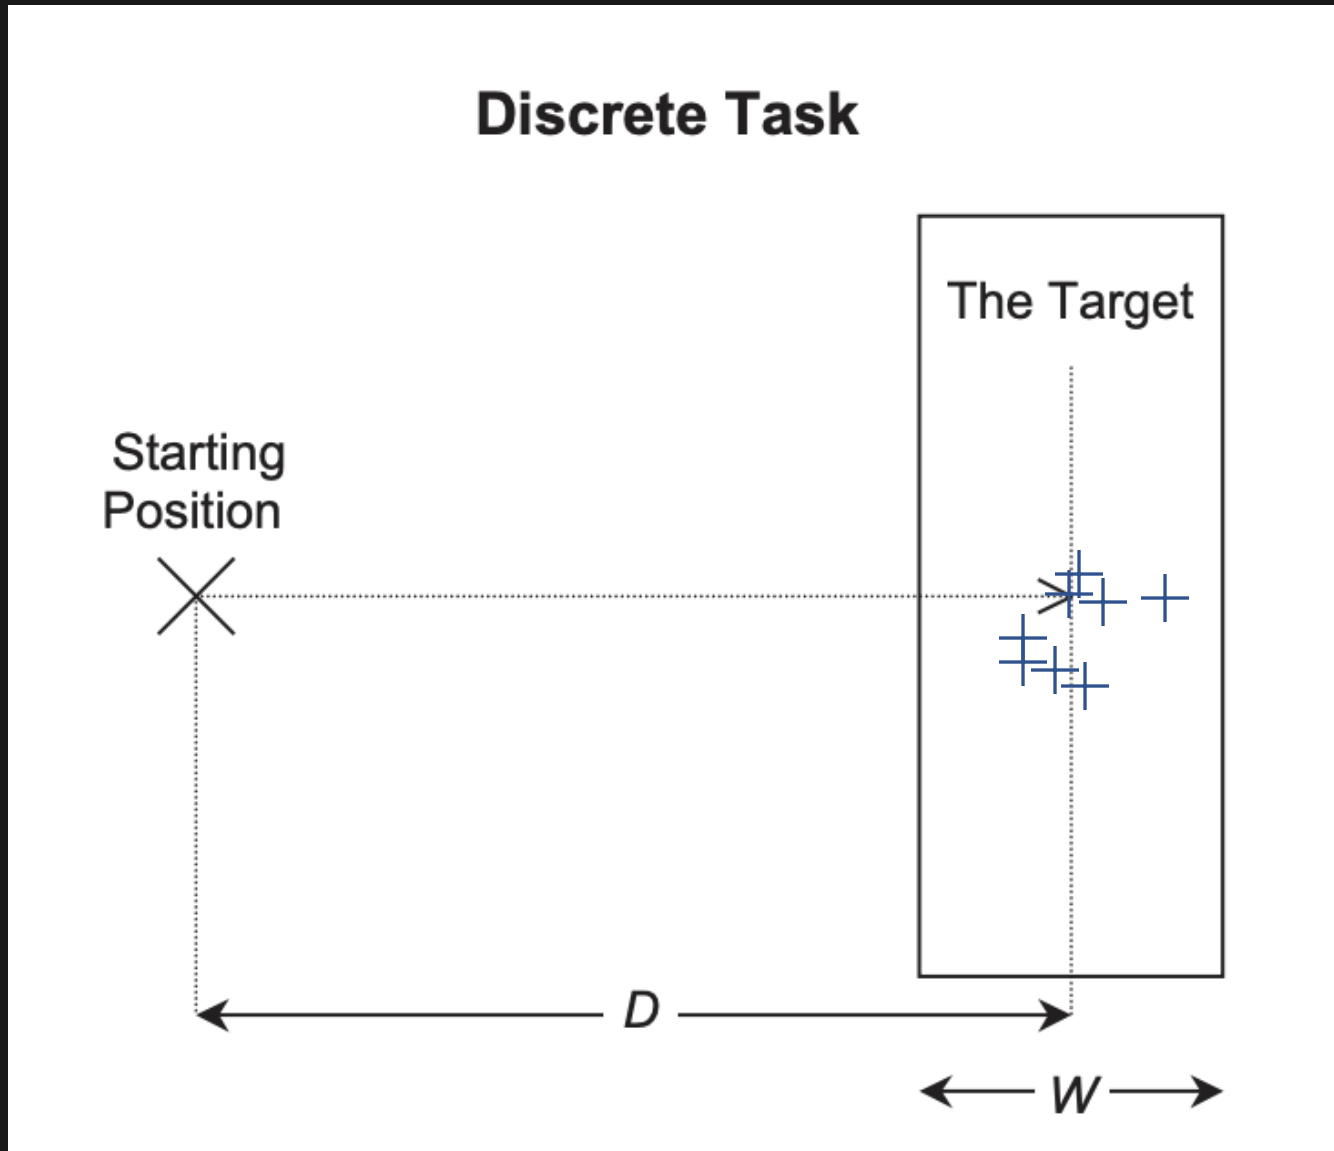 Discrete Task
The Target
Starting
Position
D
W